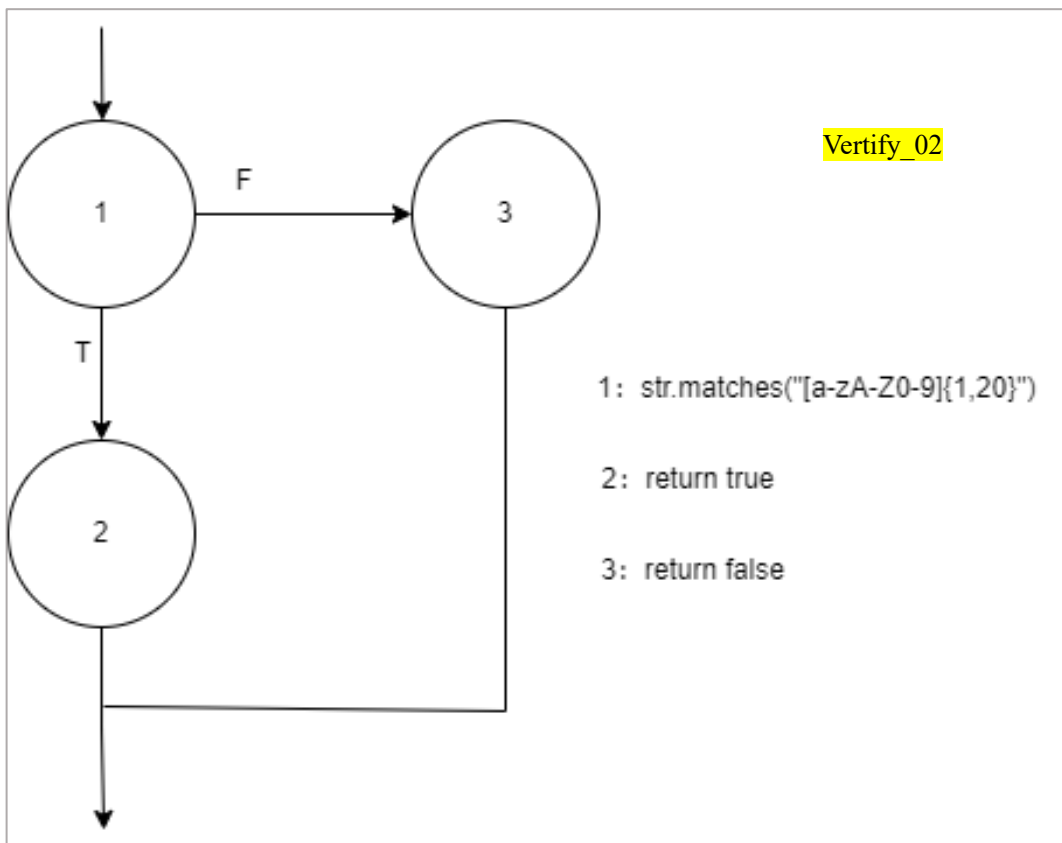 Vertify_02
F
1
3
T
1：str.matches("[a-zA-Z0-9]{1,20}")
2：return true
2
3：return false